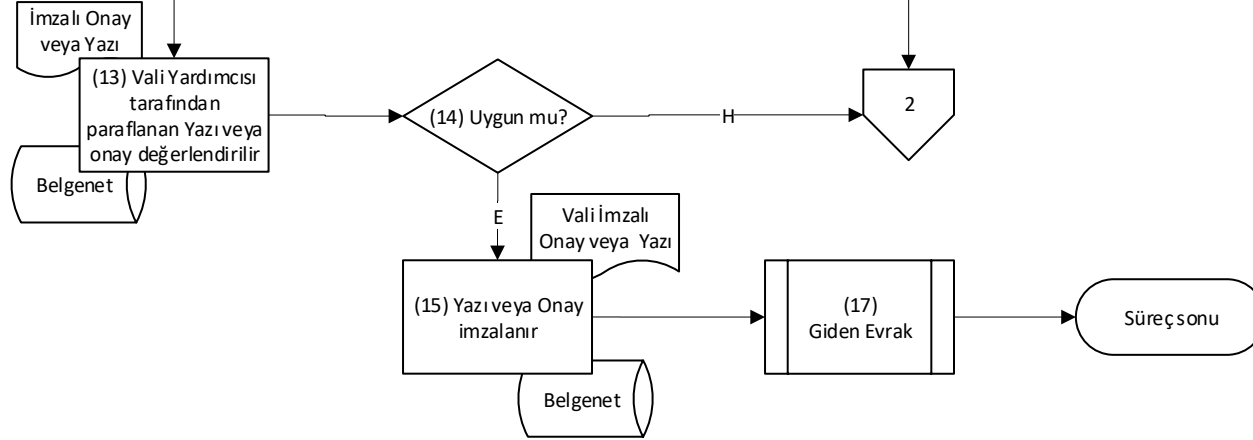 İmzalı Onay
veya Yazı
(13) Vali Yardımcısı
tarafından
paraflanan Yazı veya
onay değerlendirilir
Belgenet
(14) Uygun mu?
H
2
E
Vali İmzalı
Onay veya Yazı
(15) Yazı veya Onay
imzalanır
Belgenet
(17)
Giden Evrak
Süreç sonu